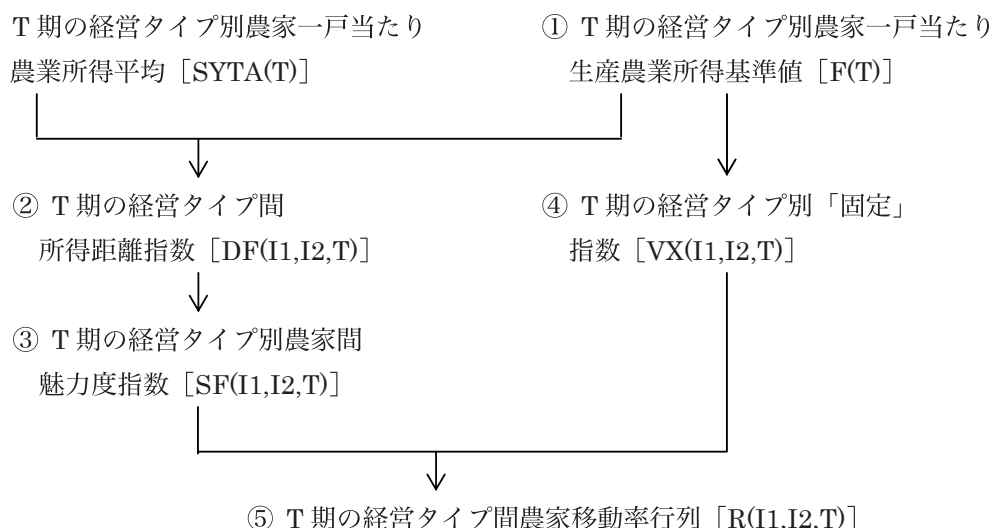 T 期の経営タイプ別農家一戸当たり
農業所得平均［SYTA(T)］
① T 期の経営タイプ別農家一戸当たり
生産農業所得基準値［F(T)］
② T 期の経営タイプ間
所得距離指数［DF(I1,I2,T)］
④ T 期の経営タイプ別「固定」
指数［VX(I1,I2,T)］
③ T 期の経営タイプ別農家間
魅力度指数［SF(I1,I2,T)］
⑤ T 期の経営タイプ間農家移動率行列［R(I1,I2,T)］